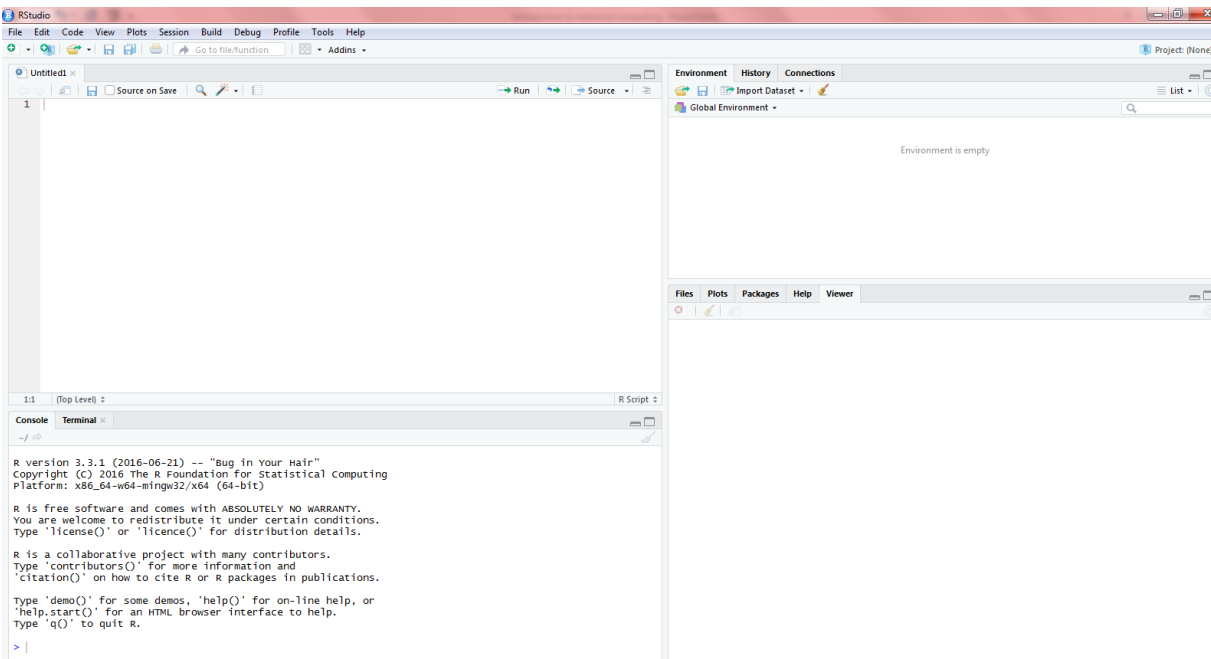 RStudio
File Edit Code View Plots Session Build Debug Profile Tools Help
Go to file/function Addins Project: (None)
Untitled1
Source on Save Run Source
1
1:1 (Top Level) R Script
Console Terminal
~/
R version 3.3.1 (2016-06-21) -- "Bug in Your Hair"
Copyright (C) 2016 The R Foundation for Statistical Computing
Platform: x86_64-w64-mingw32/x64 (64-bit)
R is free software and comes with ABSOLUTELY NO WARRANTY.
You are welcome to redistribute it under certain conditions.
Type 'license()' or 'licence()' for distribution details.
R is a collaborative project with many contributors.
Type 'contributors()' for more information and
'citation()' on how to cite R or R packages in publications.
Type 'demo()' for some demos, 'help()' for on-line help, or
'help.start()' for an HTML browser interface to help.
Type 'q()' to quit R.
>
Environment History Connections
Import Dataset List
Global Environment
Environment is empty
Files Plots Packages Help Viewer